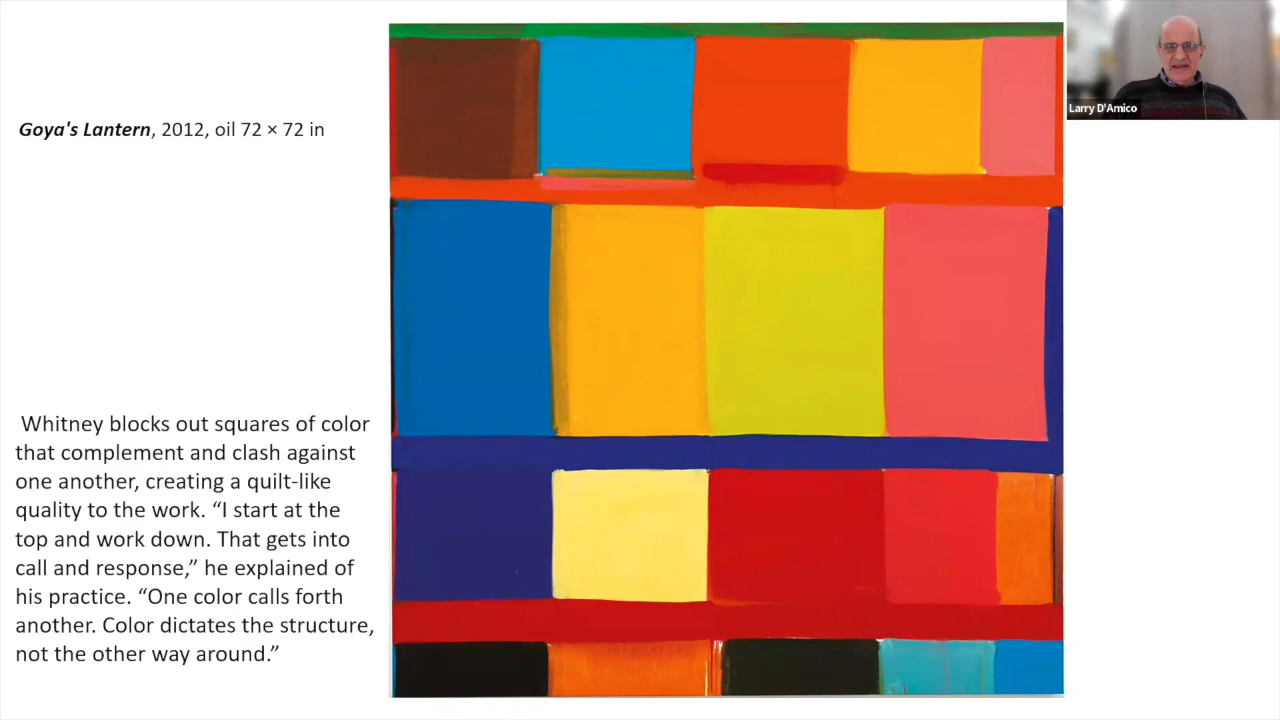 Goya's Lantern, 2012, oil 72 × 72 in
Larry D'Amico
Whitney blocks out squares of color
that complement and clash against
one another, creating a quilt-like
quality to the work. “I start at the
top and work down. That gets into
call and response,” he explained of
his practice. “One color calls forth
another. Color dictates the structure,
not the other way around.”